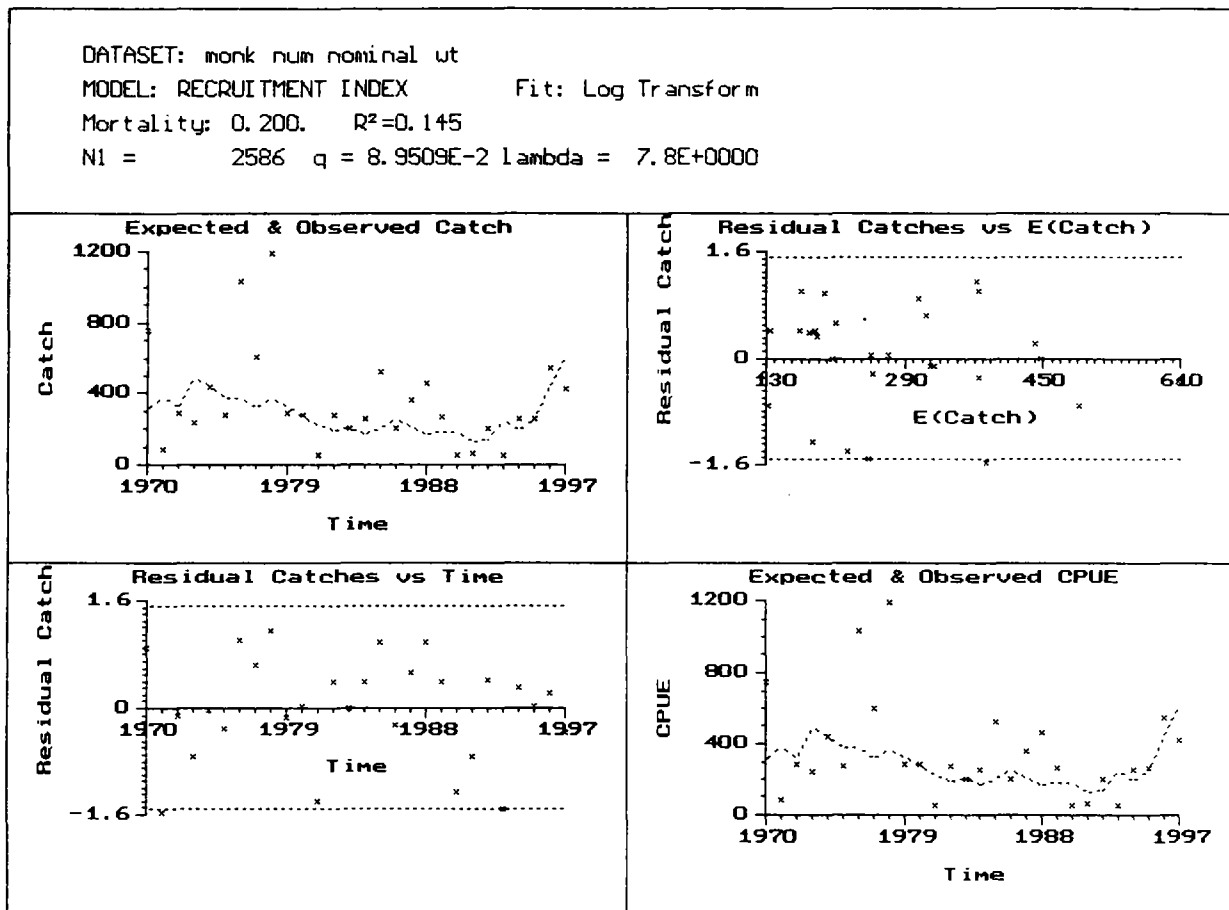 DATASET: monk num nominal wt
MODEL: RECRUITMENT INDEX Fit: Log Transform
Mortality: 0.200. R²=0.145
N1 = 2586 q = 8.9509E-2 lambda = 7.8E+0000
Expected & Observed Catch
1200
800
400
0
Catch
1970 1979 1988 1997
Time
Residual Catches vs E(Catch)
1.6
0
-1.6
Residual Catch
130 290 450 610
E(Catch)
Residual Catches vs Time
1.6
0
-1.6
Residual Catch
1970 1979 1988 1997
Time
Expected & Observed CPUE
1200
800
400
0
CPUE
1970 1979 1988 1997
Time